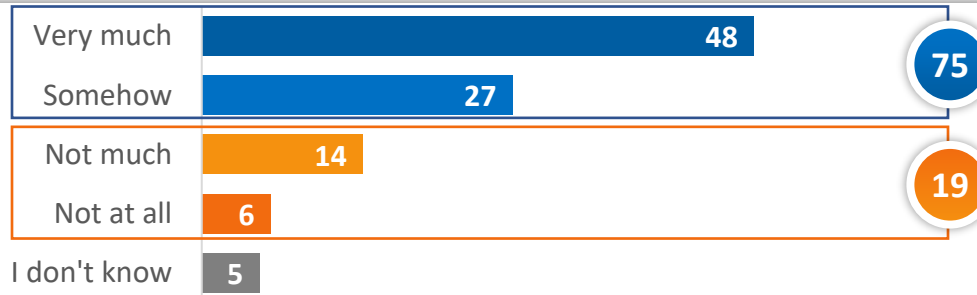 Very much 48
75
Somehow 27
Not much 14
19
Not at all 6
I don't know 5